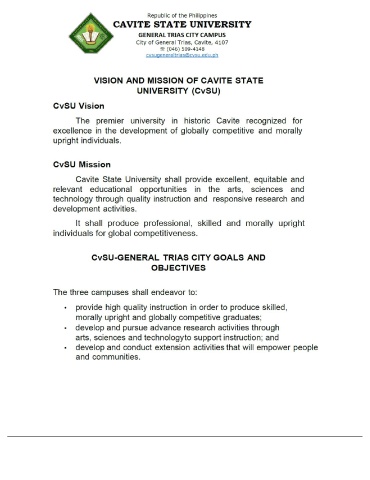 Republic of the Philippines
CAVITE STATE UNIVERSITY
GENERAL TRIAS CITY CAMPUS
City of General Trias, Cavite, 4107
☏ (046) 509-4148
cvsugeneraltrias@cvsu.edu.ph
VISION AND MISSION OF CAVITE STATE
UNIVERSITY (CvSU)
CvSU Vision
The premier university in historic Cavite recognized for
excellence in the development of globally competitive and morally
upright individuals.
CvSU Mission
Cavite State University shall provide excellent, equitable and
relevant educational opportunities in the arts, sciences and
technology through quality instruction and responsive research and
development activities.
It shall produce professional, skilled and morally upright
individuals for global competitiveness.
CvSU-GENERAL TRIAS CITY GOALS AND
OBJECTIVES
The three campuses shall endeavor to:
• provide high quality instruction in order to produce skilled,
morally upright and globally competitive graduates;
• develop and pursue advance research activities through
arts, sciences and technologyto support instruction; and
• develop and conduct extension activities that will empower people
and communities.